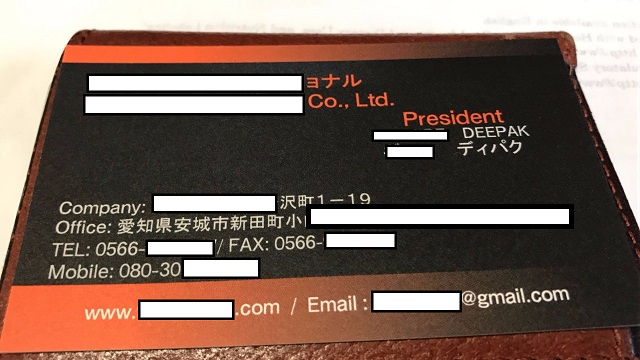 ョナル
Co., Ltd.
President
DEEPAK
ディパク
Company: 沢町1-19
Office: 愛知県安城市新田町小
TEL: 0566- / FAX: 0566-
Mobile: 080-30
www. .com / Email : @gmail.com